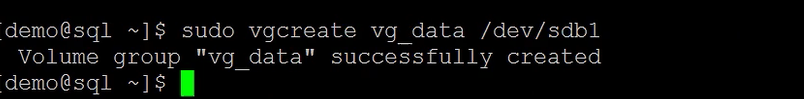 [demo@sql ~]$ sudo vgcreate vg_data /dev/sdb1
  Volume group "vg_data" successfully created
[demo@sql ~]$